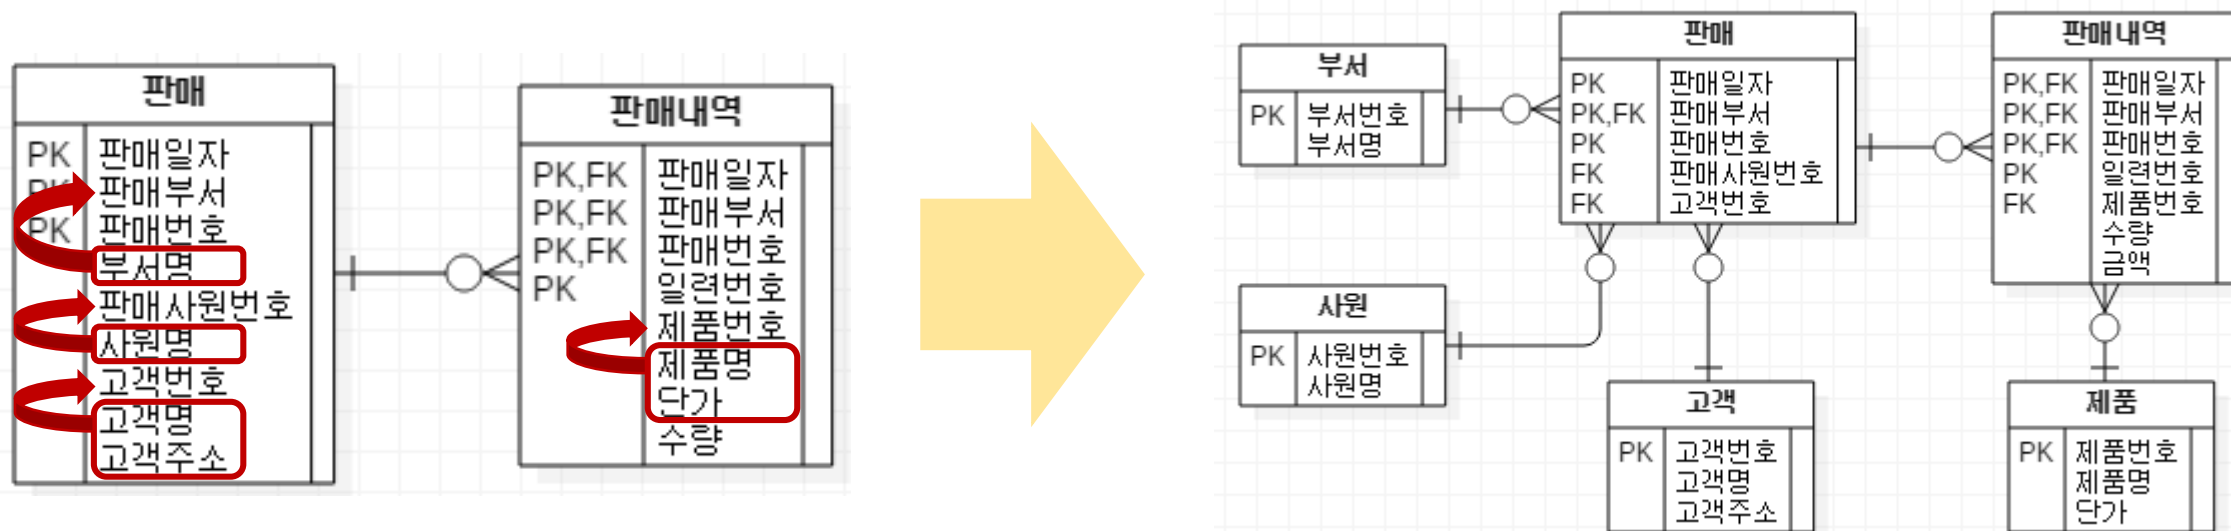 판매
PK 판매일자
PK 판매부서
PK 판매번호
부서명
판매사원번호
사원명
고객번호
고객명
고객주소
판매내역
PK,FK 판매일자
PK,FK 판매부서
PK,FK 판매번호
PK 일련번호
제품번호
제품명
단가
수량
부서
PK 부서번호
부서명
판매
PK 판매일자
PK,FK 판매부서
PK 판매번호
FK 판매사원번호
FK 고객번호
판매내역
PK,FK 판매일자
PK,FK 판매부서
PK,FK 판매번호
PK 일련번호
FK 제품번호
수량
금액
사원
PK 사원번호
사원명
고객
PK 고객번호
고객명
고객주소
제품
PK 제품번호
제품명
단가